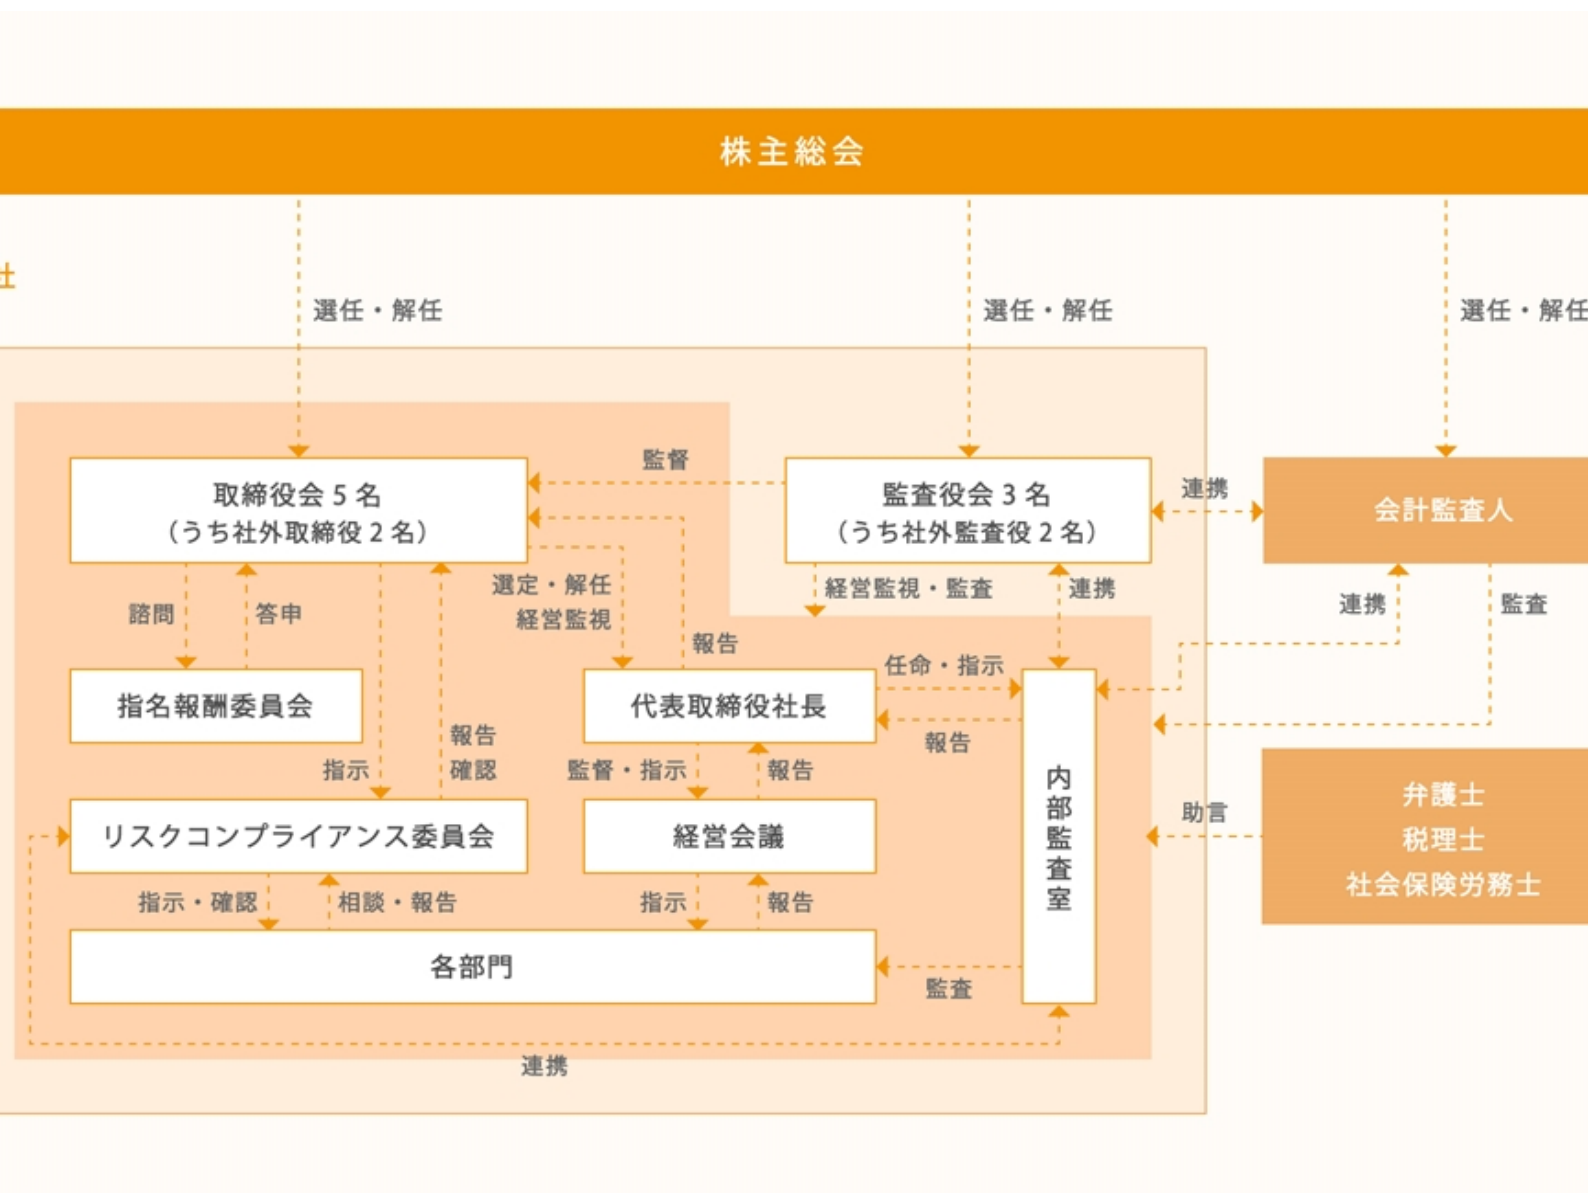 株主総会
社
選任・解任
選任・解任
選任・解任
監督
取締役会 5 名
（うち社外取締役 2 名）
監査役会 3 名
（うち社外監査役 2 名）
連携
会計監査人
選定・解任
経営監視
経営監視・監査
連携
諮問
答申
連携
監査
報告
任命・指示
指名報酬委員会
代表取締役社長
報告
確認
報告
指示
監督・指示
報告
内部監査室
助言
弁護士
税理士
社会保険労務士
リスクコンプライアンス委員会
経営会議
指示・確認
相談・報告
指示
報告
各部門
監査
連携